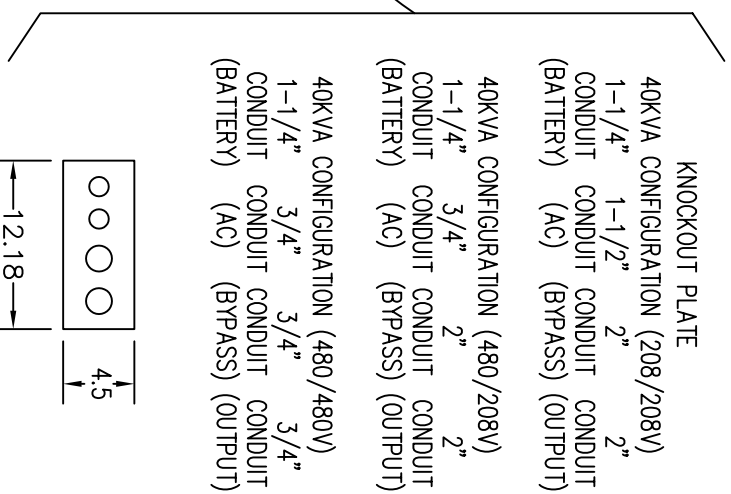 KNOCKOUT PLATE
40KVA CONFIGURATION (208/208V)
1-1/4" 1-1/2" 2" 2"
CONDUIT CONDUIT CONDUIT CONDUIT
(BATTERY) (AC) (BYPASS) (OUTPUT)
40KVA CONFIGURATION (480/208V)
1-1/4" 3/4" 2" 2"
CONDUIT CONDUIT CONDUIT CONDUIT
(BATTERY) (AC) (BYPASS) (OUTPUT)
40KVA CONFIGURATION (480/480V)
1-1/4" 3/4" 3/4" 3/4"
CONDUIT CONDUIT CONDUIT CONDUIT
(BATTERY) (AC) (BYPASS) (OUTPUT)
4.5
12.18